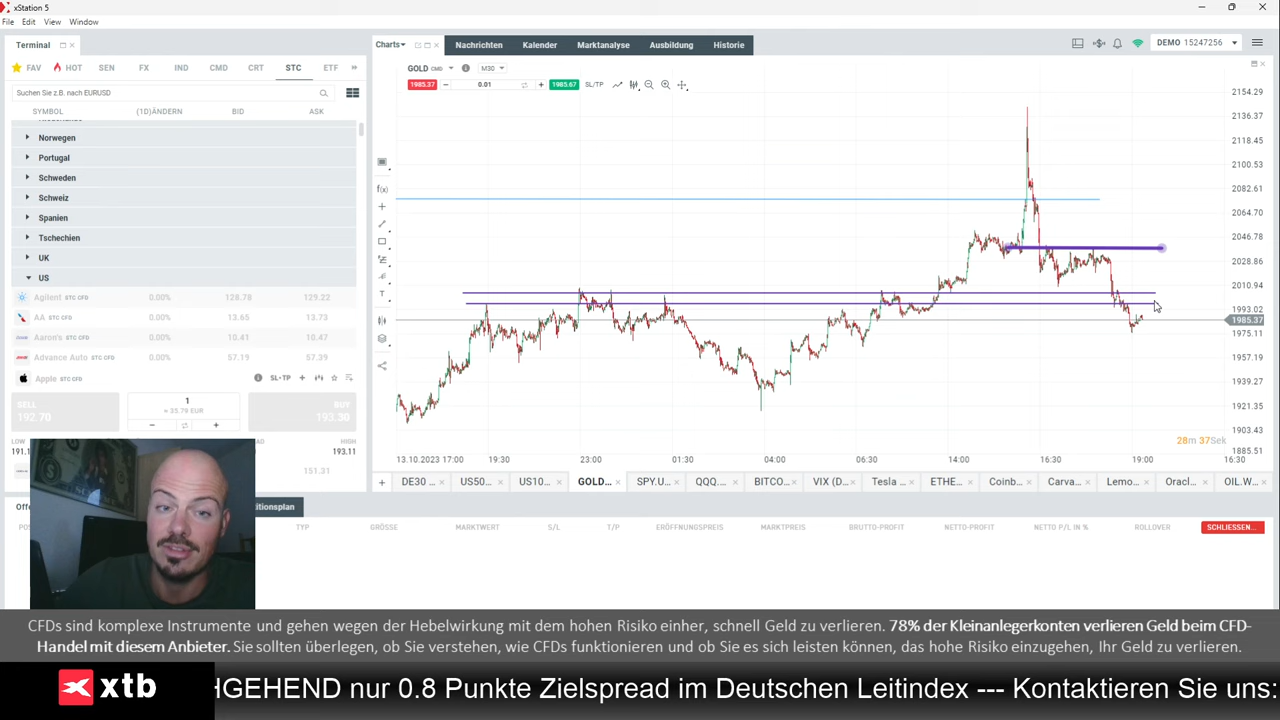 xStation 5
File Edit View Window
Terminal
Charts Nachrichten Kalender Marktanalyse Ausbildung Historie
DEMO 15247256
FAV HOT SEN FX IND CMD CRT STC ETF
GOLD CMD M30
Suchen Sie z.B. nach EURUSD
1985.37 0.01 1985.67 SL/TP
SYMBOL (1D)ÄNDERN BID ASK
Norwegen
Portugal
Schweden
Schweiz
Spanien
Tschechien
UK
US
Agilent STC CFD 0.00% 128.78 129.22
AA STC CFD 0.00% 13.65 13.73
Aaron's STC CFD 0.00% 10.41 10.47
Advance Auto STC CFD 0.00% 57.19 57.39
Apple STC CFD SL+TP
SELL
192.70
1
≈ 35.79 EUR
BUY
193.30
LOW
191.1
HIGH
193.11
151.31
2154.29
2136.37
2118.45
2100.53
2082.61
2064.70
2046.78
2028.86
2010.94
1993.02
1985.37
1975.11
1957.19
1939.27
1921.35
1903.43
1885.51
28m 37Sek
13.10.2023 17:00 19:30 23:00 01:30 04:00 06:30 14:00 16:30 19:00 16:30
DE30 ... US50... US10... GOLD... SPY.U... QQQ.... BITCO... VIX (D... Tesla ... ETHE... Coinb... Carva... Lemo... Oracl... OIL.W...
TYP GRÖSSE MARKTWERT S/L T/P ERÖFFNUNGSPREIS MARKTPREIS BRUTTO-PROFIT NETTO-PROFIT NETTO P/L IN % ROLLOVER SCHLIESSEN...
CFDs sind komplexe Instrumente und gehen wegen der Hebelwirkung mit dem hohen Risiko einher, schnell Geld zu verlieren. 78% der Kleinanlegerkonten verlieren Geld beim CFD-
Handel mit diesem Anbieter. Sie sollten überlegen, ob Sie verstehen, wie CFDs funktionieren und ob Sie es sich leisten können, das hohe Risiko einzugehen, Ihr Geld zu verlieren.
xtb
HGEHEND nur 0.8 Punkte Zielspread im Deutschen Leitindex --- Kontaktieren Sie uns: